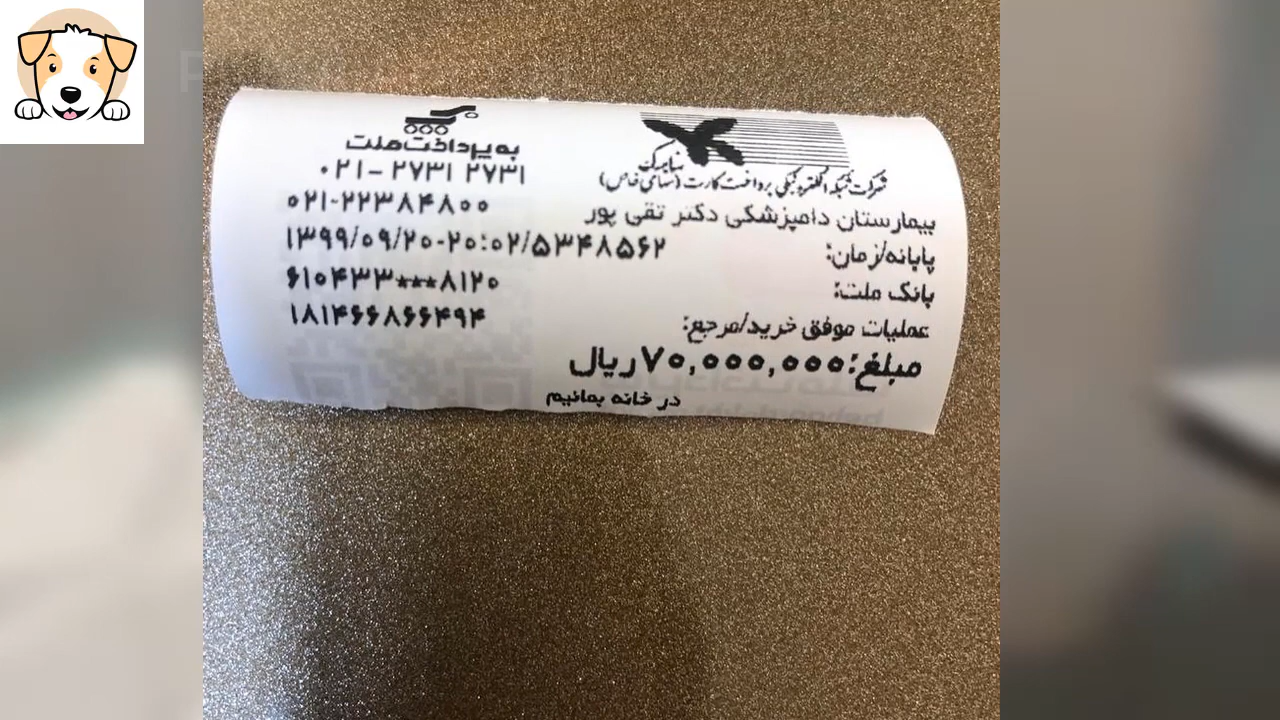 به پرداخت ملت
۰۲۱-۲۷۳۱ ۲۷۳۱
شاپرک
شرکت شبکه الکترونیکی پرداخت کارت (سهامی خاص)
بیمارستان دامپزشکی دکتر تقی پور ۰۲۱-۲۲۳۸۴۸۰۰
پایانه/زمان: ۱۳۹۹/۰۹/۲۰-۲۰:۰۲/۵۳۴۸۵۶۲
بانک ملت: ۶۱۰۴۳۳***۸۱۲۰
عملیات موفق خرید/مرجع: ۱۸۱۴۶۶۸۶۶۴۹۴
مبلغ: ۷۰,۰۰۰,۰۰۰ ریال
در خانه بمانیم